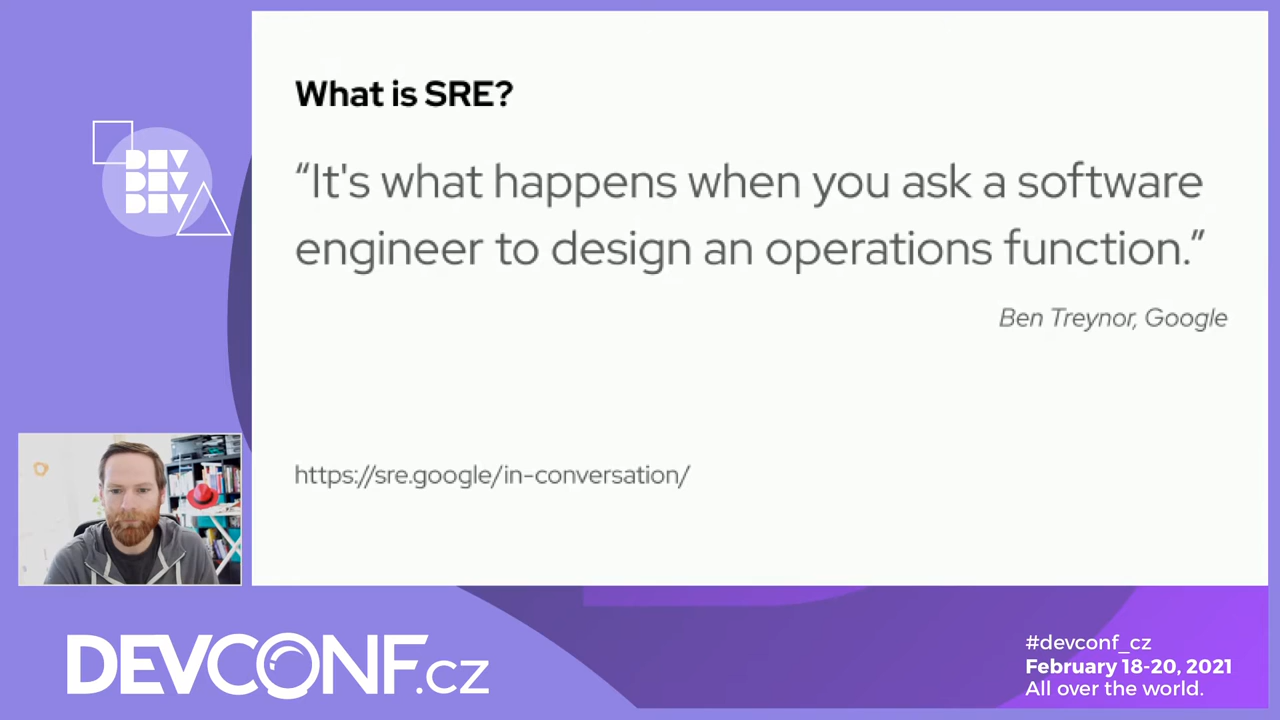 What is SRE?
“It's what happens when you ask a software
engineer to design an operations function.”
Ben Treynor, Google
https://sre.google/in-conversation/
DEV
DEV
DEV
DEVCONF.cz
#devconf_cz
February 18-20, 2021
All over the world.